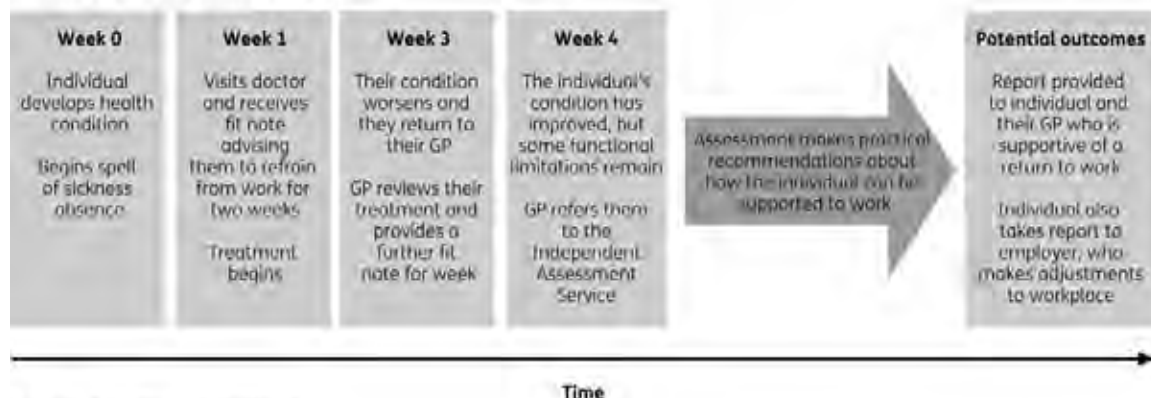 Week 0
Individual
develops health
condition
Begins spell
of sickness
absence
Week 1
Visits doctor
and receives
fit note
advising
them to refrain
from work for
two weeks
Treatment
begins
Week 3
Their condition
worsens and
they return to
their GP
GP reviews their
treatment and
provides a
further fit
note for week
Week 4
The individual's
condition has
improved, but
some functional
limitations remain
GP refers them
to the
Independent
Assessment
Service
Assessment makes practical
recommendations about
how the individual can be
supported to work
Potential outcomes
Report provided
to individual and
their GP who is
supportive of a
return to work
Individual also
takes report to
employer, who
makes adjustments
to workplace
Time